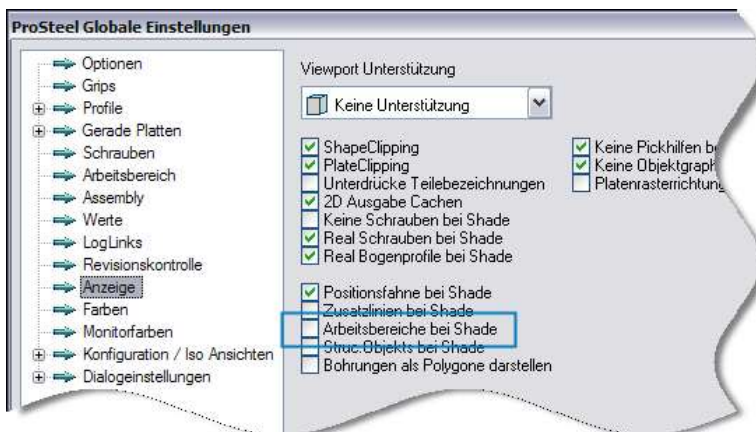 ProSteel Globale Einstellungen
Optionen
Grips
Profile
Gerade Platten
Schrauben
Arbeitsbereich
Assembly
Werte
LogLinks
Revisionskontrolle
Anzeige
Farben
Monitorfarben
Konfiguration / Iso Ansichten
Dialogeinstellungen
Viewport Unterstützung
Keine Unterstützung
ShapeClipping
PlateClipping
Unterdrücke Teilebezeichnungen
2D Ausgabe Cachen
Keine Schrauben bei Shade
Real Schrauben bei Shade
Real Bogenprofile bei Shade
Positionsfahne bei Shade
Zusatzlinien bei Shade
Arbeitsbereiche bei Shade
Struc.Objekts bei Shade
Bohrungen als Polygone darstellen
Keine Pickhilfen be
Keine Objektgraph
Platenrasterrichtung